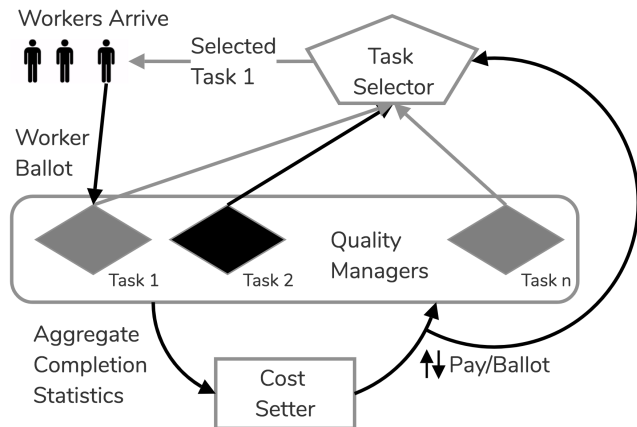 Workers Arrive
Selected
Task 1
Task
Selector
Worker
Ballot
Quality
Managers
Task 1
Task 2
Task n
Aggregate
Completion
Statistics
Cost
Setter
Pay/Ballot